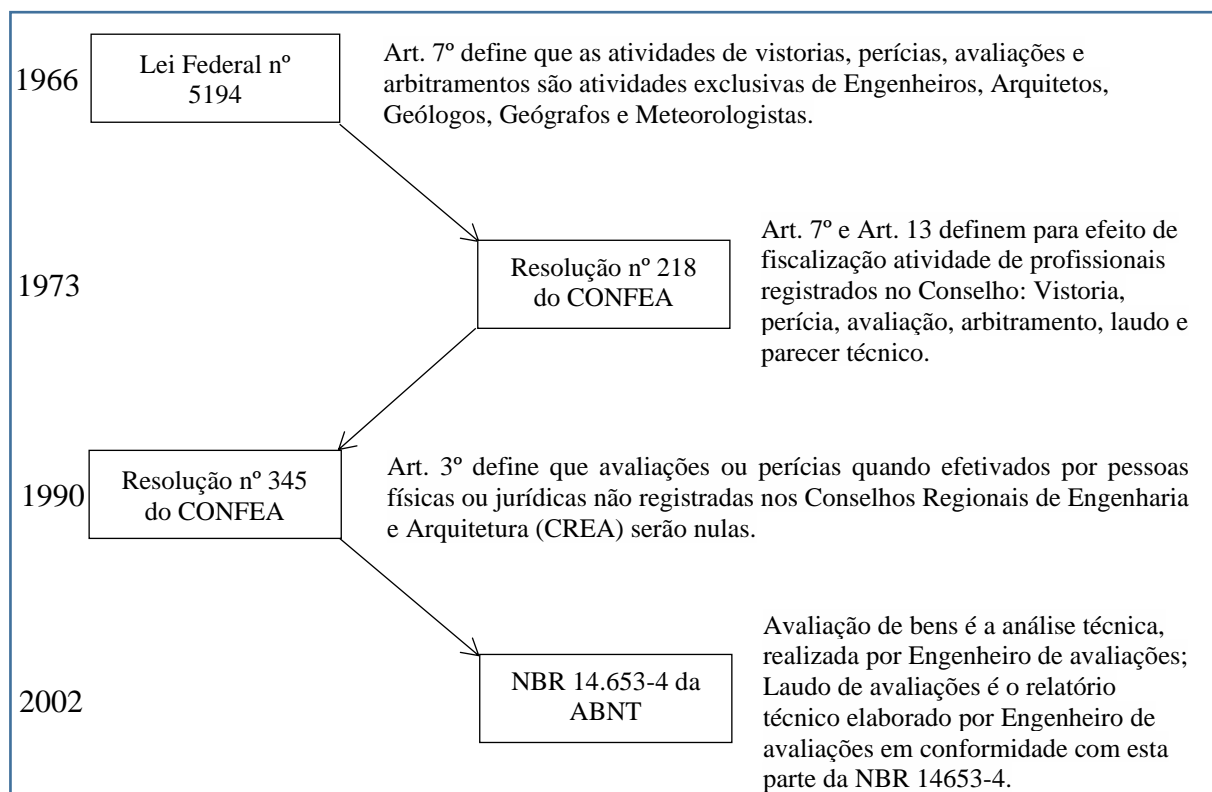 1966
Lei Federal nº
5194
Art. 7º define que as atividades de vistorias, perícias, avaliações e
arbitramentos são atividades exclusivas de Engenheiros, Arquitetos,
Geólogos, Geógrafos e Meteorologistas.
1973
Resolução nº 218
do CONFEA
Art. 7º e Art. 13 definem para efeito de
fiscalização atividade de profissionais
registrados no Conselho: Vistoria,
perícia, avaliação, arbitramento, laudo e
parecer técnico.
1990
Resolução nº 345
do CONFEA
Art. 3º define que avaliações ou perícias quando efetivados por pessoas
físicas ou jurídicas não registradas nos Conselhos Regionais de Engenharia
e Arquitetura (CREA) serão nulas.
2002
NBR 14.653-4 da
ABNT
Avaliação de bens é a análise técnica,
realizada por Engenheiro de avaliações;
Laudo de avaliações é o relatório
técnico elaborado por Engenheiro de
avaliações em conformidade com esta
parte da NBR 14653-4.